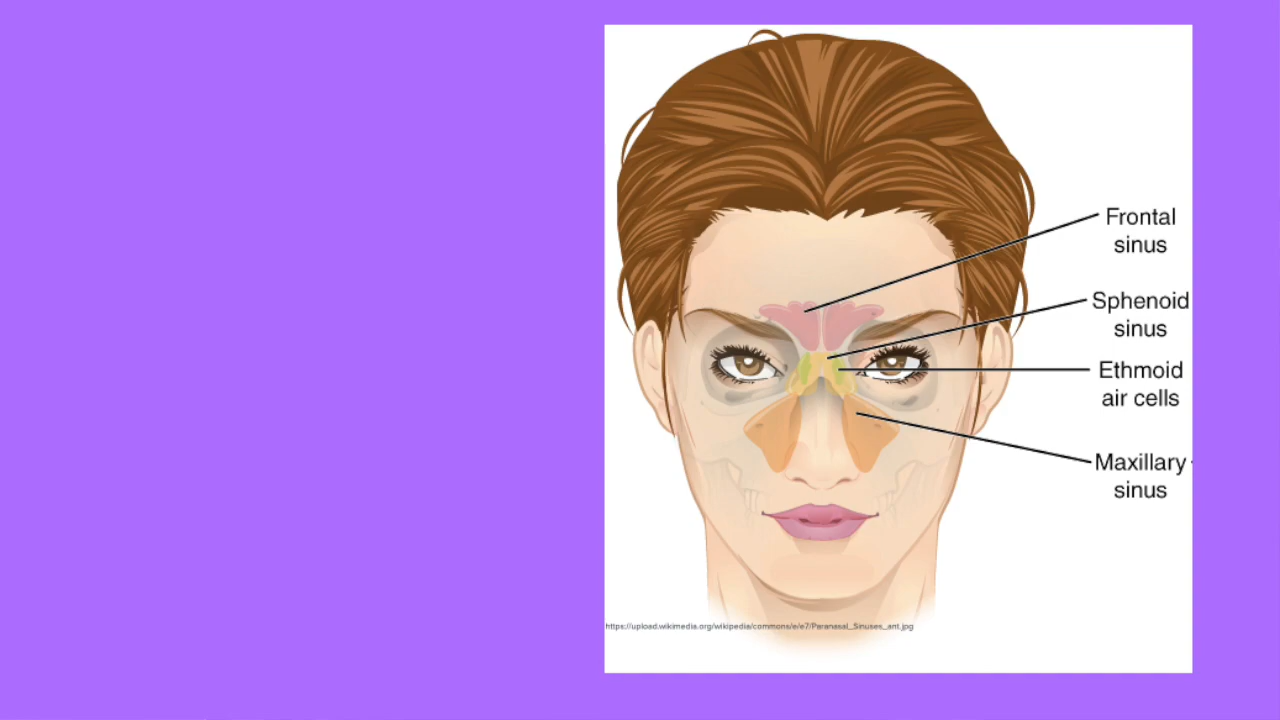 Frontal
sinus
Sphenoid
sinus
Ethmoid
air cells
Maxillary
sinus
https://upload.wikimedia.org/wikipedia/commons/e/e7/Paranasal_Sinuses_ant.jpg